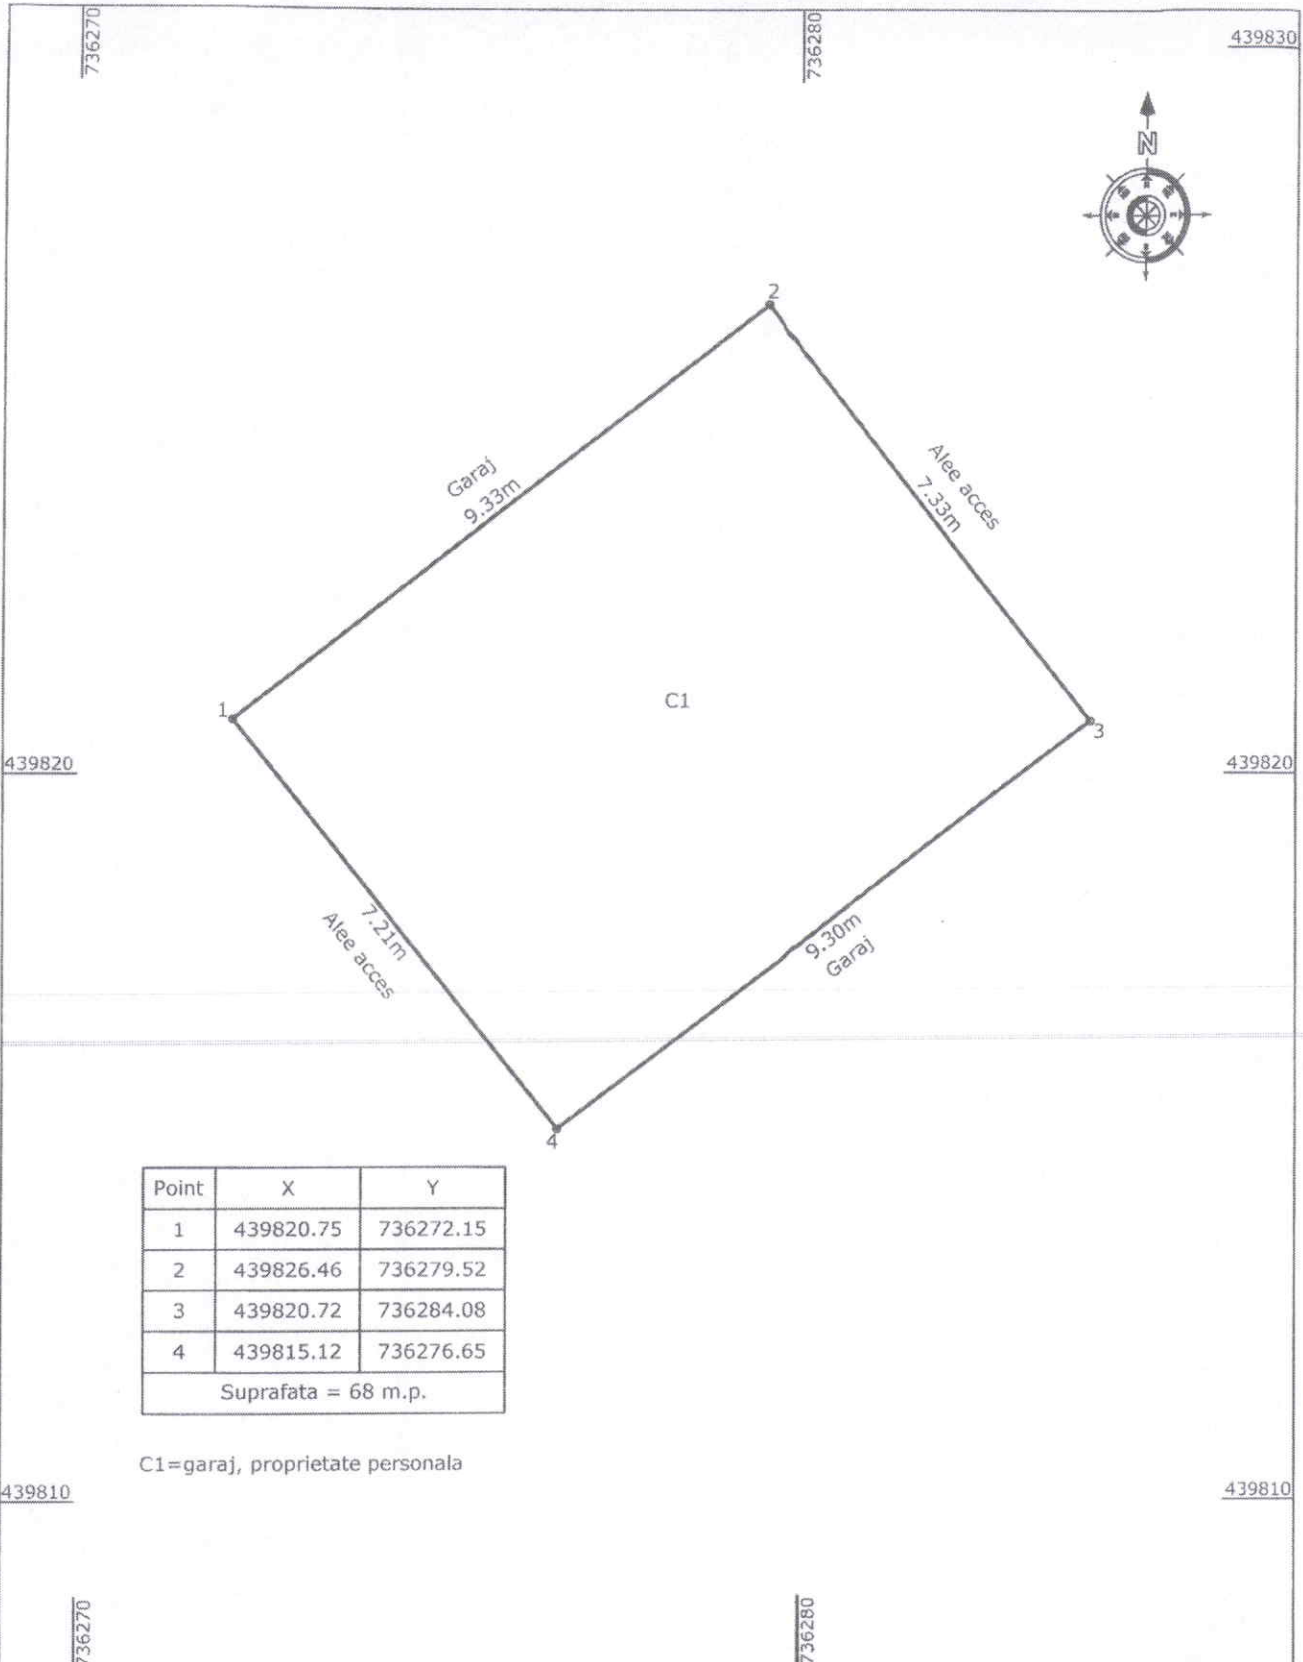 736270
736280
439830
N
2
Garaj
9.33m
Alee acces
7.33m
C1
1
3
439820
439820
7.21m
Alee acces
9.30m
Garaj
4
Point X Y
1 439820.75 736272.15
2 439826.46 736279.52
3 439820.72 736284.08
4 439815.12 736276.65
Suprafata = 68 m.p.
C1=garaj, proprietate personala
439810
439810
736270
736280